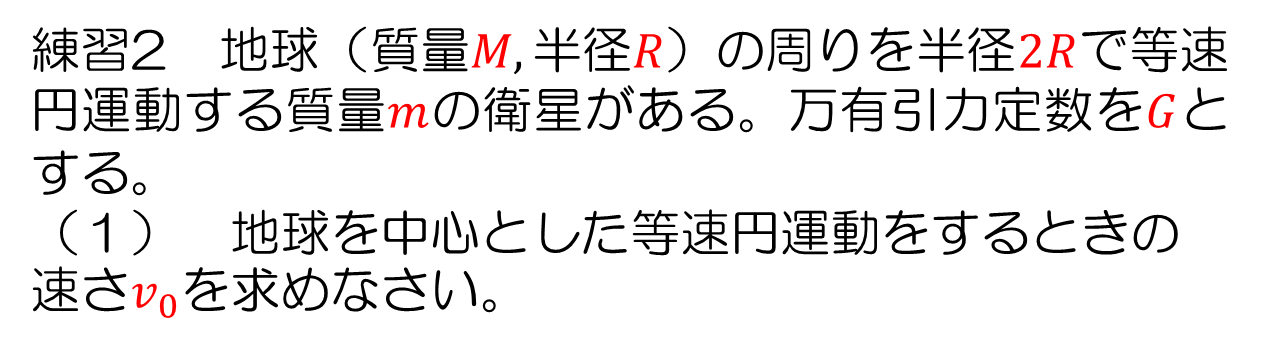 練習2　地球（質量M,半径R）の周りを半径2Rで等速
円運動する質量mの衛星がある。万有引力定数をGと
する。
（１）　地球を中心とした等速円運動をするときの
速さv₀を求めなさい。